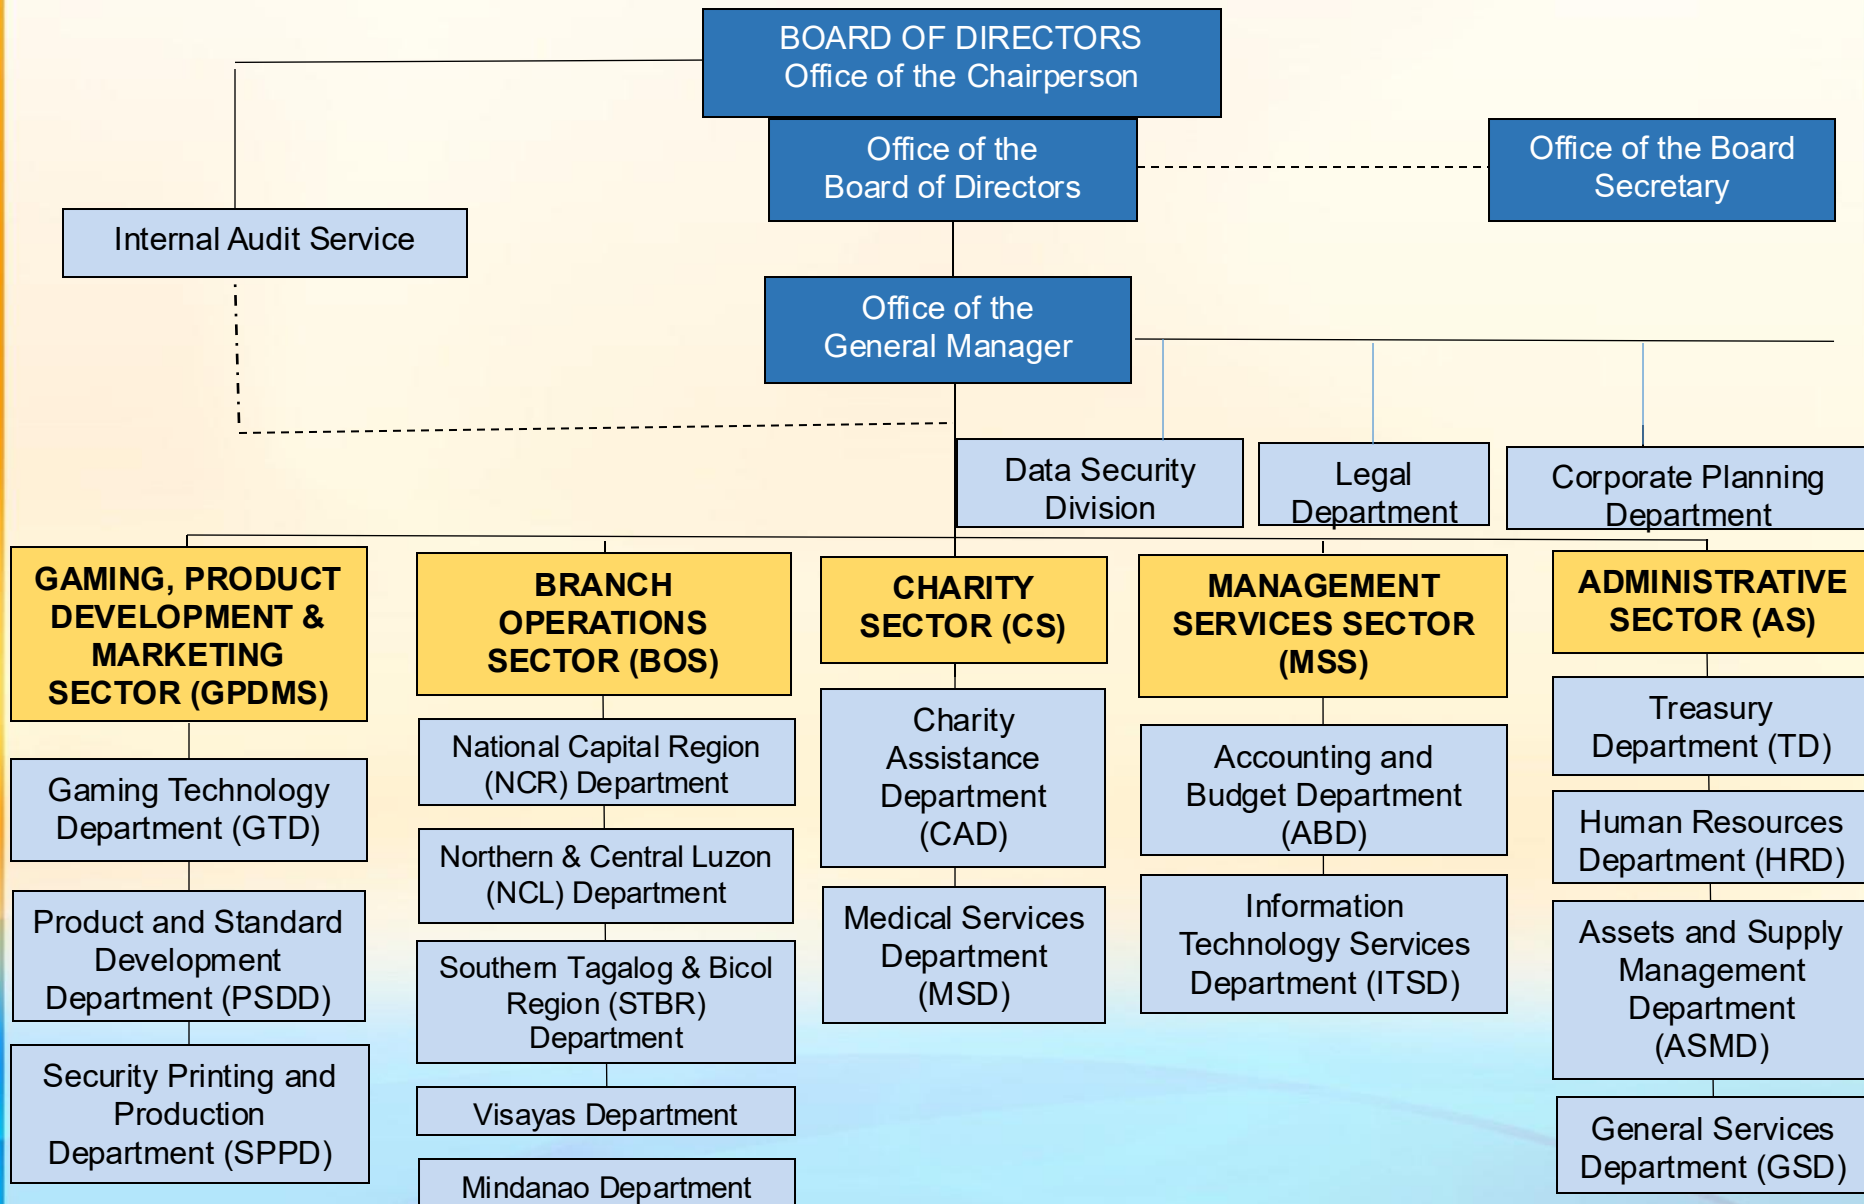 BOARD OF DIRECTORS
Office of the Chairperson
Office of the
Board of Directors
Office of the Board
Secretary
Internal Audit Service
Office of the
General Manager
Data Security
Division
Legal
Department
Corporate Planning
Department
GAMING, PRODUCT
DEVELOPMENT &
MARKETING
SECTOR (GPDMS)
Gaming Technology
Department (GTD)
Product and Standard
Development
Department (PSDD)
Security Printing and
Production
Department (SPPD)
BRANCH
OPERATIONS
SECTOR (BOS)
National Capital Region
(NCR) Department
Northern & Central Luzon
(NCL) Department
Southern Tagalog & Bicol
Region (STBR)
Department
Visayas Department
Mindanao Department
CHARITY
SECTOR (CS)
Charity
Assistance
Department
(CAD)
Medical Services
Department
(MSD)
MANAGEMENT
SERVICES SECTOR
(MSS)
Accounting and
Budget Department
(ABD)
Information
Technology Services
Department (ITSD)
ADMINISTRATIVE
SECTOR (AS)
Treasury
Department (TD)
Human Resources
Department (HRD)
Assets and Supply
Management
Department
(ASMD)
General Services
Department (GSD)